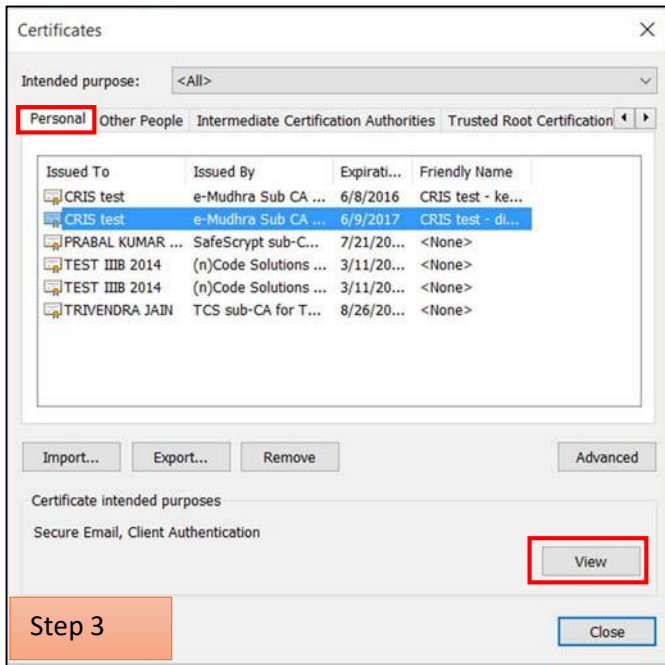 Certificates
Intended purpose: <All>
Personal Other People Intermediate Certification Authorities Trusted Root Certification
Issued To Issued By Expirati... Friendly Name
CRIS test e-Mudhra Sub CA ... 6/8/2016 CRIS test - ke...
CRIS test e-Mudhra Sub CA ... 6/9/2017 CRIS test - di...
PRABAL KUMAR ... SafeScrypt sub-C... 7/21/20... <None>
TEST IIIB 2014 (n)Code Solutions ... 3/11/20... <None>
TEST IIIB 2014 (n)Code Solutions ... 3/11/20... <None>
TRIVENDRA JAIN TCS sub-CA for T... 8/26/20... <None>
Import... Export... Remove Advanced
Certificate intended purposes
Secure Email, Client Authentication
View
Step 3
Close